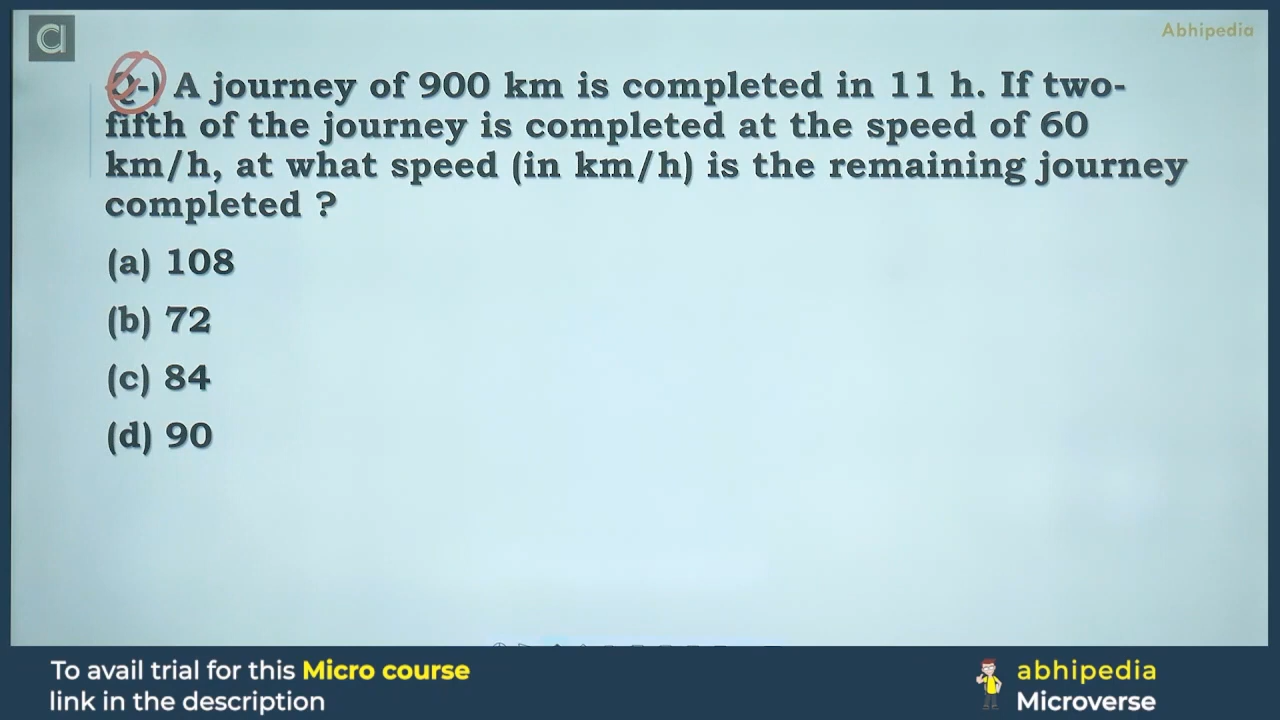 Abhipedia
Q-) A journey of 900 km is completed in 11 h. If two-
fifth of the journey is completed at the speed of 60
km/h, at what speed (in km/h) is the remaining journey
completed ?
(a) 108
(b) 72
(c) 84
(d) 90
To avail trial for this Micro course
link in the description
abhipedia
Microverse